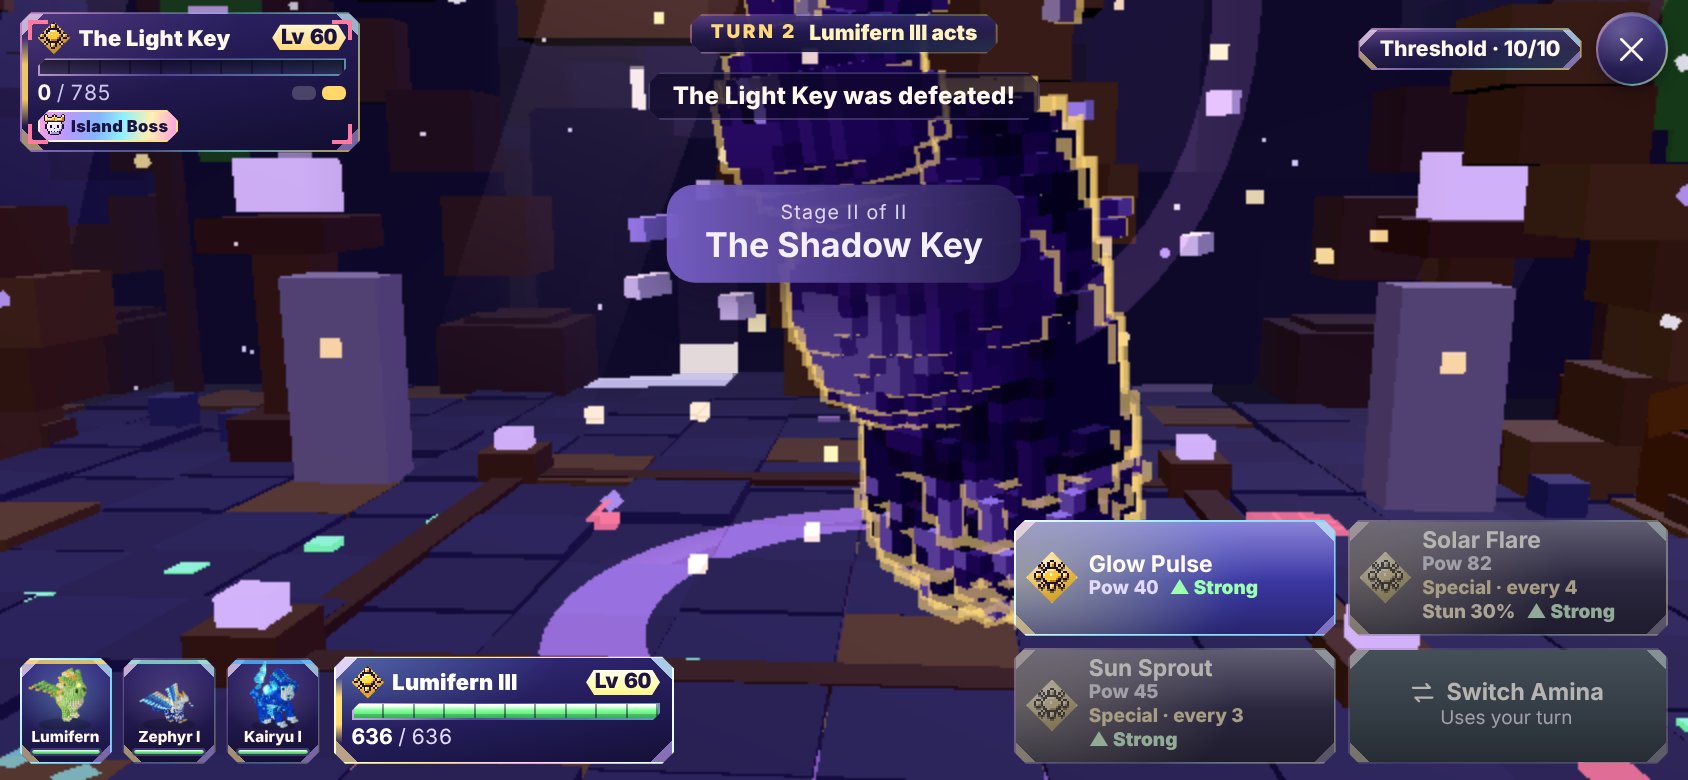 The Light Key
Lv 60
0 / 785
Island Boss
TURN 2 Lumifern III acts
The Light Key was defeated!
Threshold · 10/10
Stage II of II
The Shadow Key
Glow Pulse
Pow 40 ▲ Strong
Solar Flare
Pow 82
Special · every 4
Stun 30% ▲ Strong
Sun Sprout
Pow 45
Special · every 3
▲ Strong
Switch Amina
Uses your turn
Lumifern
Zephyr I
Kairyu I
Lumifern III
Lv 60
636 / 636